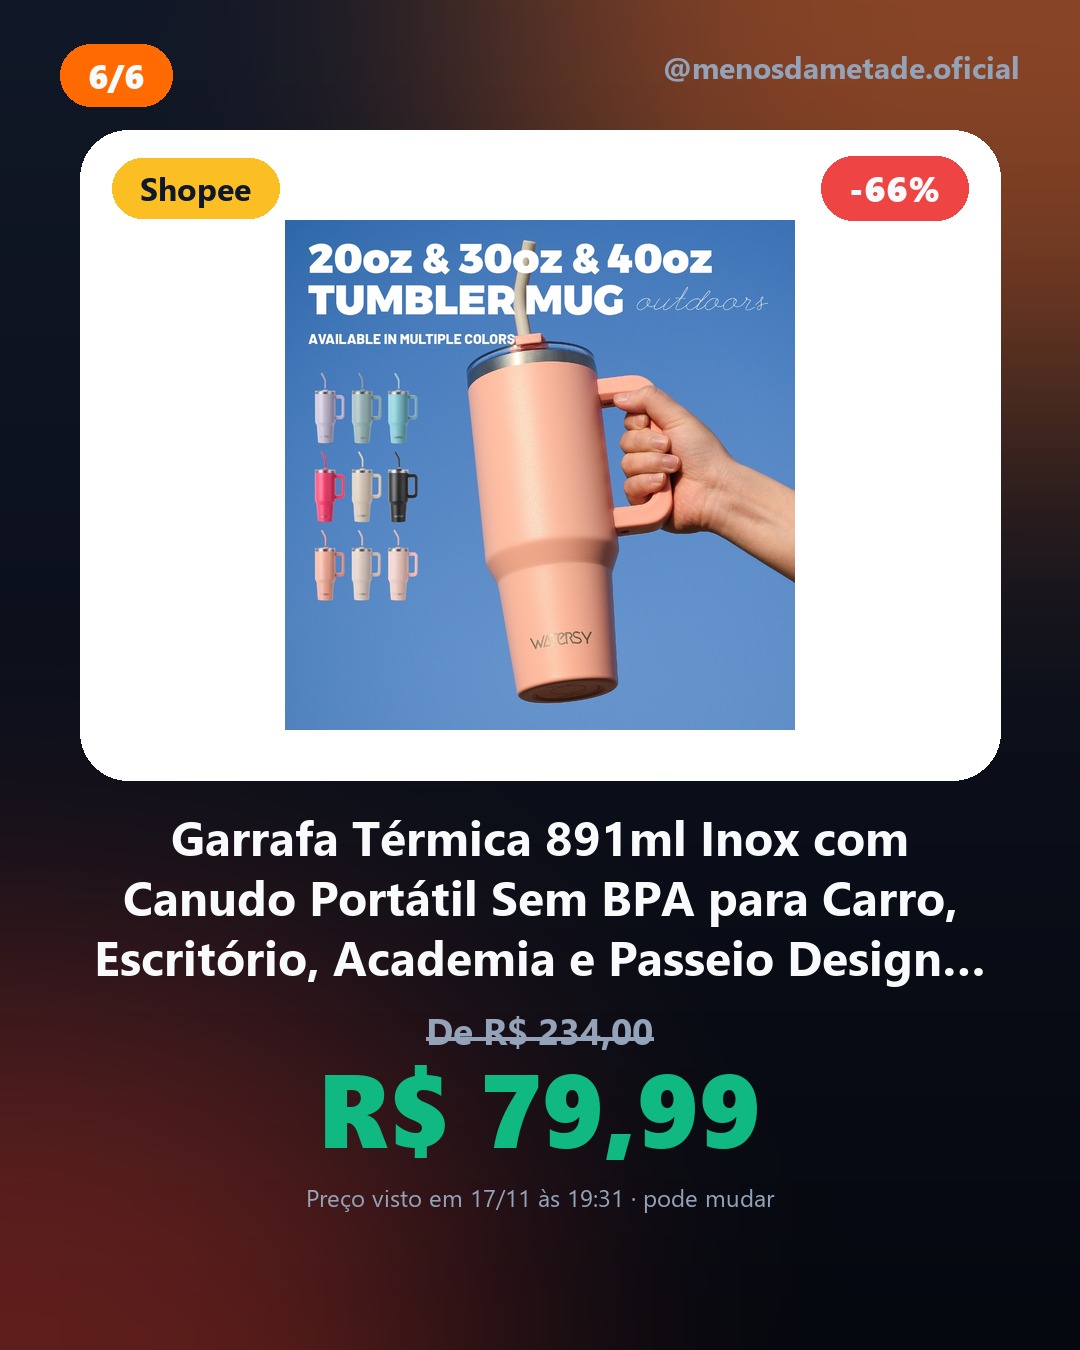 6/6
@menosdametade.oficial
Shopee
-66%
20oz & 30oz & 40oz
TUMBLER MUG outdoors
AVAILABLE IN MULTIPLE COLORS
WATERSY
Garrafa Térmica 891ml Inox com
Canudo Portátil Sem BPA para Carro,
Escritório, Academia e Passeio Design...
De R$ 234,00
R$ 79,99
Preço visto em 17/11 às 19:31 · pode mudar